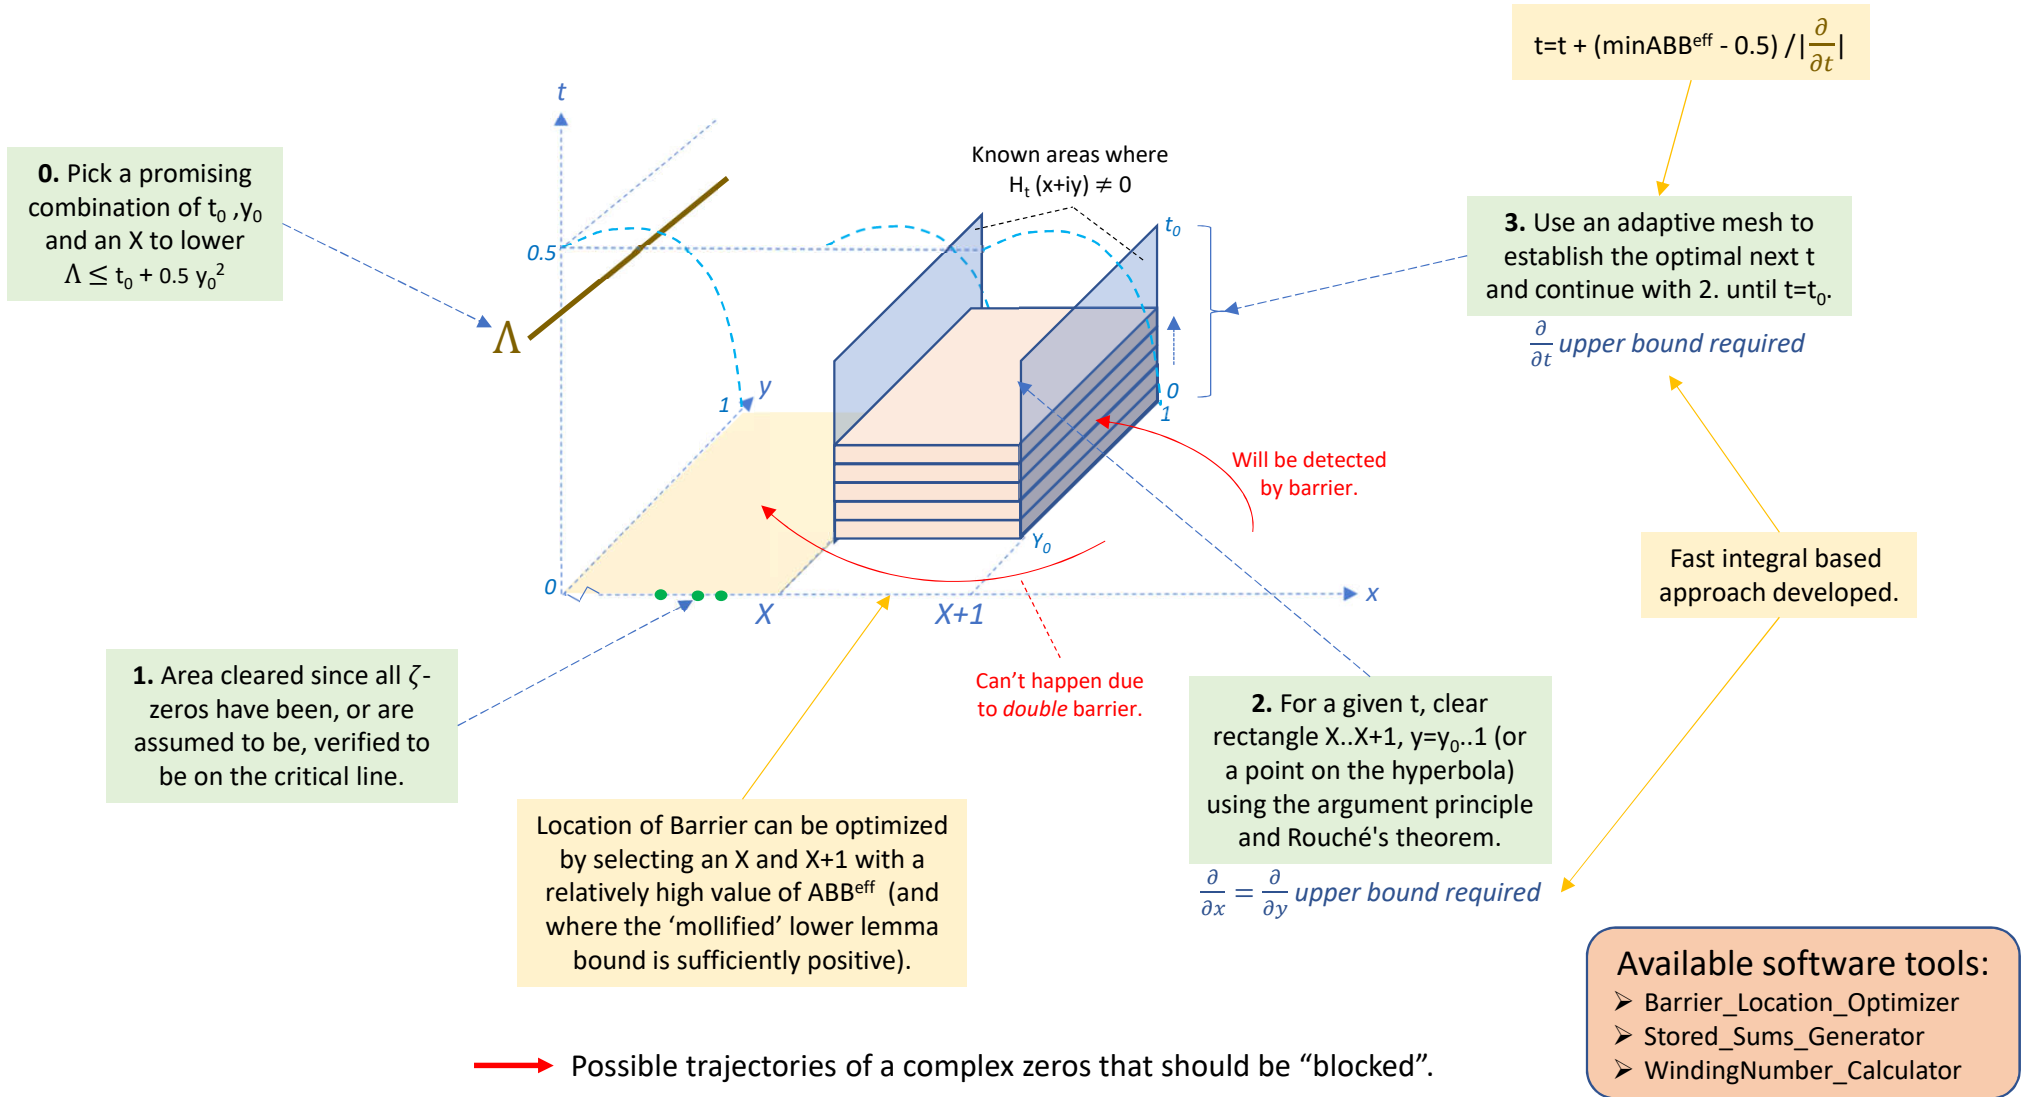 t=t + (minABBᵉᶠᶠ - 0.5) /|∂/∂t|
t
0. Pick a promising
combination of t₀ ,y₀
and an X to lower
Λ ≤ t₀ + 0.5 y₀²
Known areas where
Hₜ (x+iy) ≠ 0
t₀
0.5
3. Use an adaptive mesh to
establish the optimal next t
and continue with 2. until t=t₀.
∂/∂t upper bound required
Λ
y
1
0
1
Will be detected
by barrier.
Y₀
Fast integral based
approach developed.
0
X
X+1
x
1. Area cleared since all ζ-
zeros have been, or are
assumed to be, verified to
be on the critical line.
Can’t happen due
to double barrier.
2. For a given t, clear
rectangle X..X+1, y=y₀..1 (or
a point on the hyperbola)
using the argument principle
and Rouché's theorem.
∂/∂x = ∂/∂y upper bound required
Location of Barrier can be optimized
by selecting an X and X+1 with a
relatively high value of ABBᵉᶠᶠ (and
where the ‘mollified’ lower lemma
bound is sufficiently positive).
Available software tools:
➢ Barrier_Location_Optimizer
➢ Stored_Sums_Generator
➢ WindingNumber_Calculator
Possible trajectories of a complex zeros that should be “blocked”.